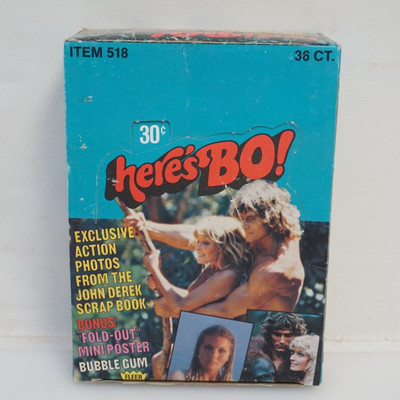 ITEM 518
36 CT.
30¢
here's BO!
EXCLUSIVE
ACTION
PHOTOS
FROM THE
JOHN DEREK
SCRAP BOOK
BONUS
"FOLD-OUT"
MINI POSTER
BUBBLE GUM
FLEER